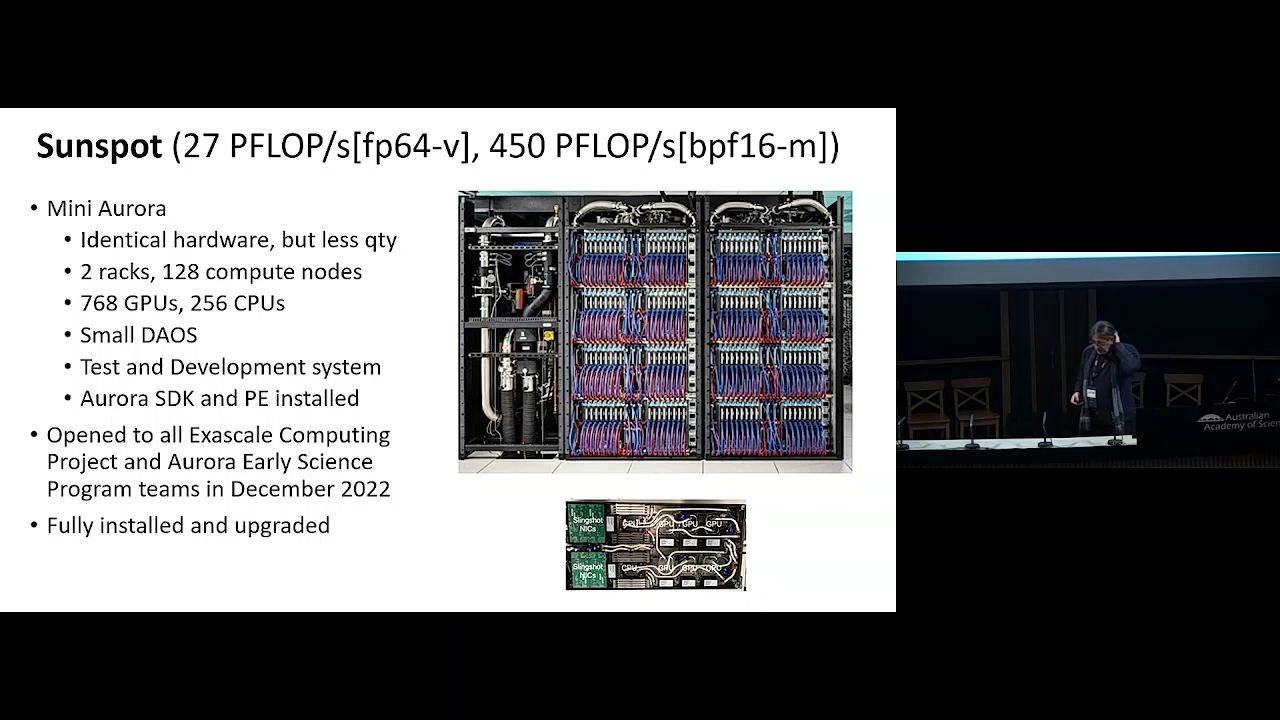 Sunspot (27 PFLOP/s[fp64-v], 450 PFLOP/s[bpf16-m])
• Mini Aurora
• Identical hardware, but less qty
• 2 racks, 128 compute nodes
• 768 GPUs, 256 CPUs
• Small DAOS
• Test and Development system
• Aurora SDK and PE installed
• Opened to all Exascale Computing
Project and Aurora Early Science
Program teams in December 2022
• Fully installed and upgraded
Slingshot
NICs
CPU GPU GPU GPU
Slingshot
NICs
CPU GPU GPU GPU
Australian
Academy of Scien